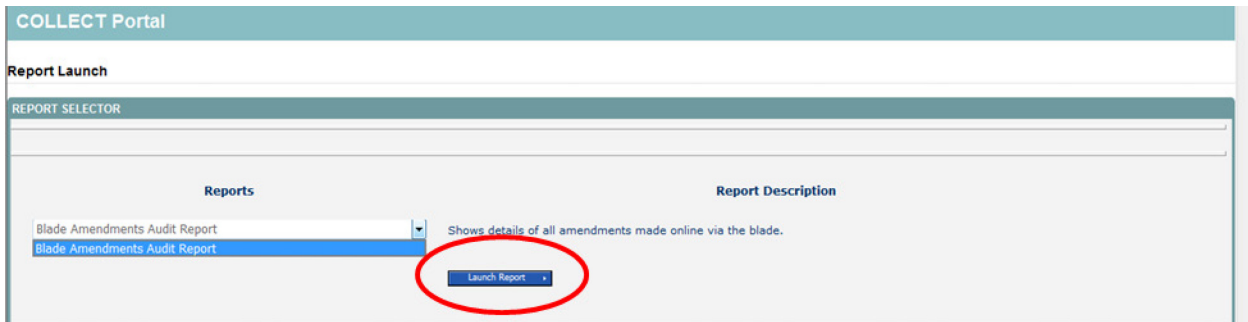 COLLECT Portal
Report Launch
REPORT SELECTOR
Reports
Report Description
Blade Amendments Audit Report
Shows details of all amendments made online via the blade.
Blade Amendments Audit Report
Launch Report